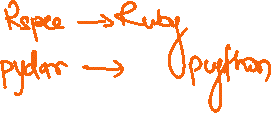 Rspec → Ruby
pydar → python